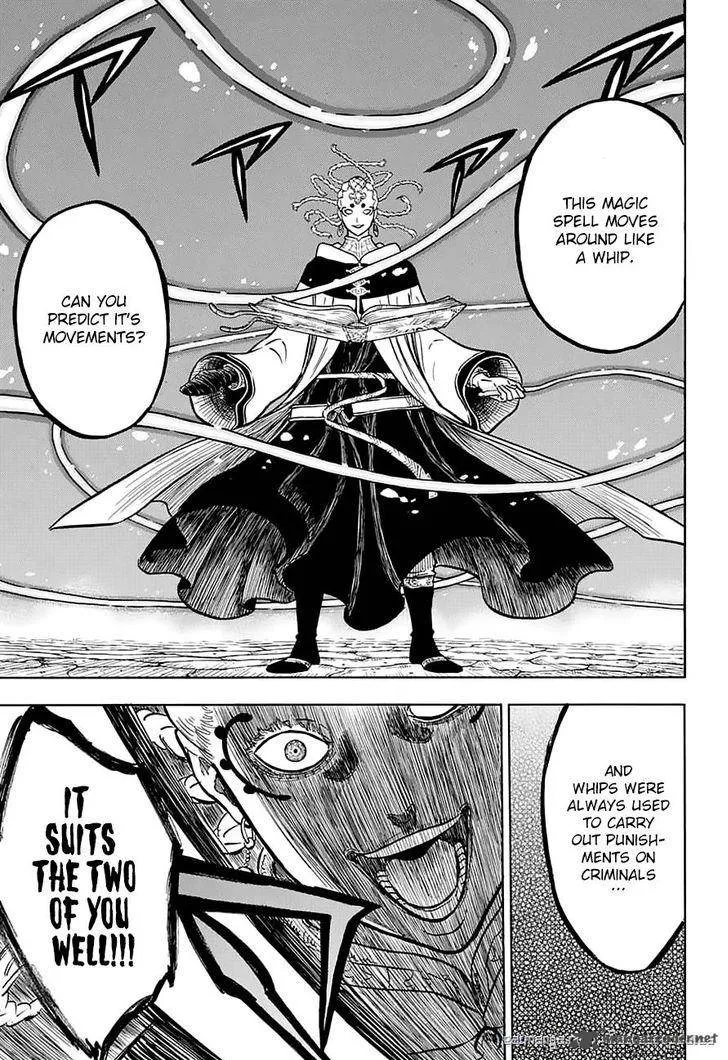 THIS MAGIC
SPELL MOVES
AROUND LIKE
A WHIP.
CAN YOU
PREDICT IT'S
MOVEMENTS?
AND
WHIPS WERE
ALWAYS USED
TO CARRY
OUT PUNISH-
MENTS ON
CRIMINALS
...
IT
SUITS
THE TWO
OF YOU
WELL!!!